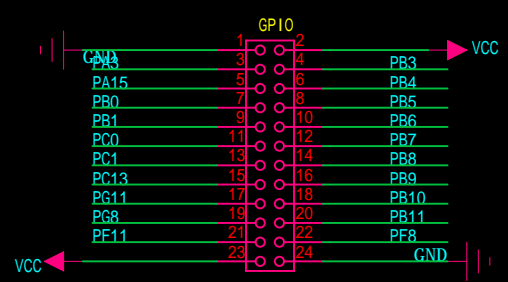 GPIO
1 2 VCC
GND
PA3 3 4 PB3
PA15 5 6 PB4
PB0 7 8 PB5
PB1 9 10 PB6
PC0 11 12 PB7
PC1 13 14 PB8
PC13 15 16 PB9
PG11 17 18 PB10
PG8 19 20 PB11
PF11 21 22 PF8
VCC 23 24 GND